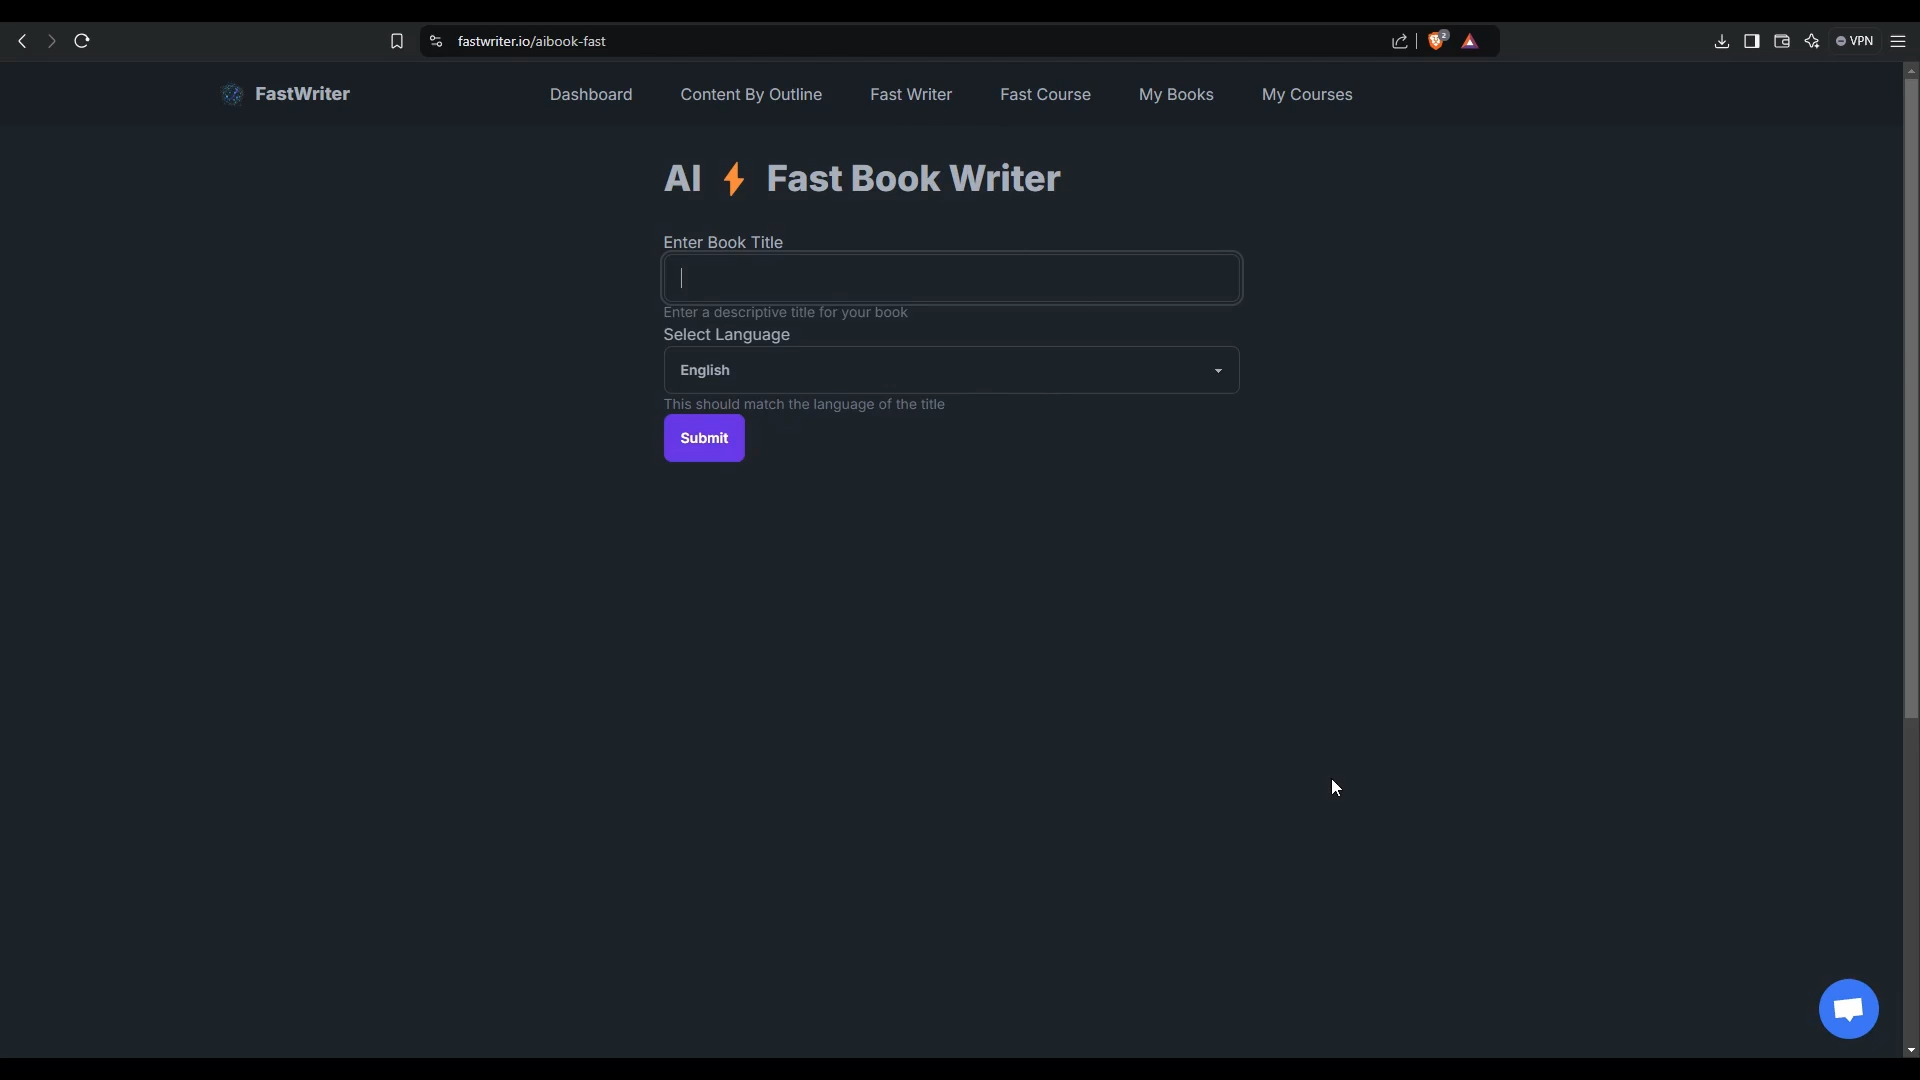 fastwriter.io/aibook-fast
2
VPN
FastWriter
Dashboard
Content By Outline
Fast Writer
Fast Course
My Books
My Courses
AI ⚡ Fast Book Writer
Enter Book Title
Enter a descriptive title for your book
Select Language
English
This should match the language of the title
Submit